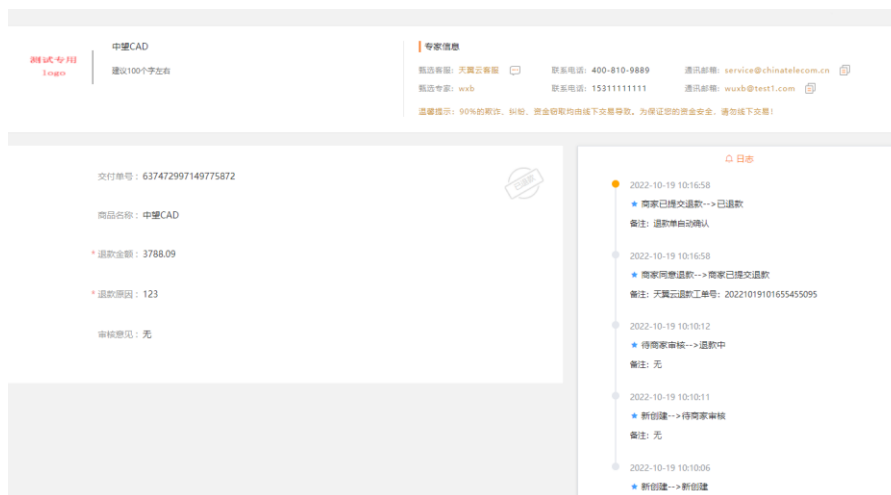 测试专用
logo
中望CAD
建议100个字左右
专家信息
甄选客服: 天翼云客服
联系电话: 400-810-9889
通讯邮箱: service@chinatelecom.cn
甄选专家: wxb
联系电话: 15311111111
通讯邮箱: wuxb@test1.com
温馨提示: 90%的欺诈、纠纷、资金窃取均由线下交易导致。为保证您的资金安全、请勿线下交易!
交付单号: 637472997149775872
已退款
商品名称: 中望CAD
* 退款金额: 3788.09
* 退款原因: 123
审核意见: 无
日志
2022-10-19 10:16:58
★ 商家已提交退款-->已退款
备注: 退款单自动确认
2022-10-19 10:16:58
★ 商家同意退款-->商家已提交退款
备注: 天翼云退款工单号: 20221019101655455095
2022-10-19 10:10:12
★ 待商家审核-->退款中
备注: 无
2022-10-19 10:10:11
★ 新创建-->待商家审核
备注: 无
2022-10-19 10:10:06
★ 新创建-->新创建